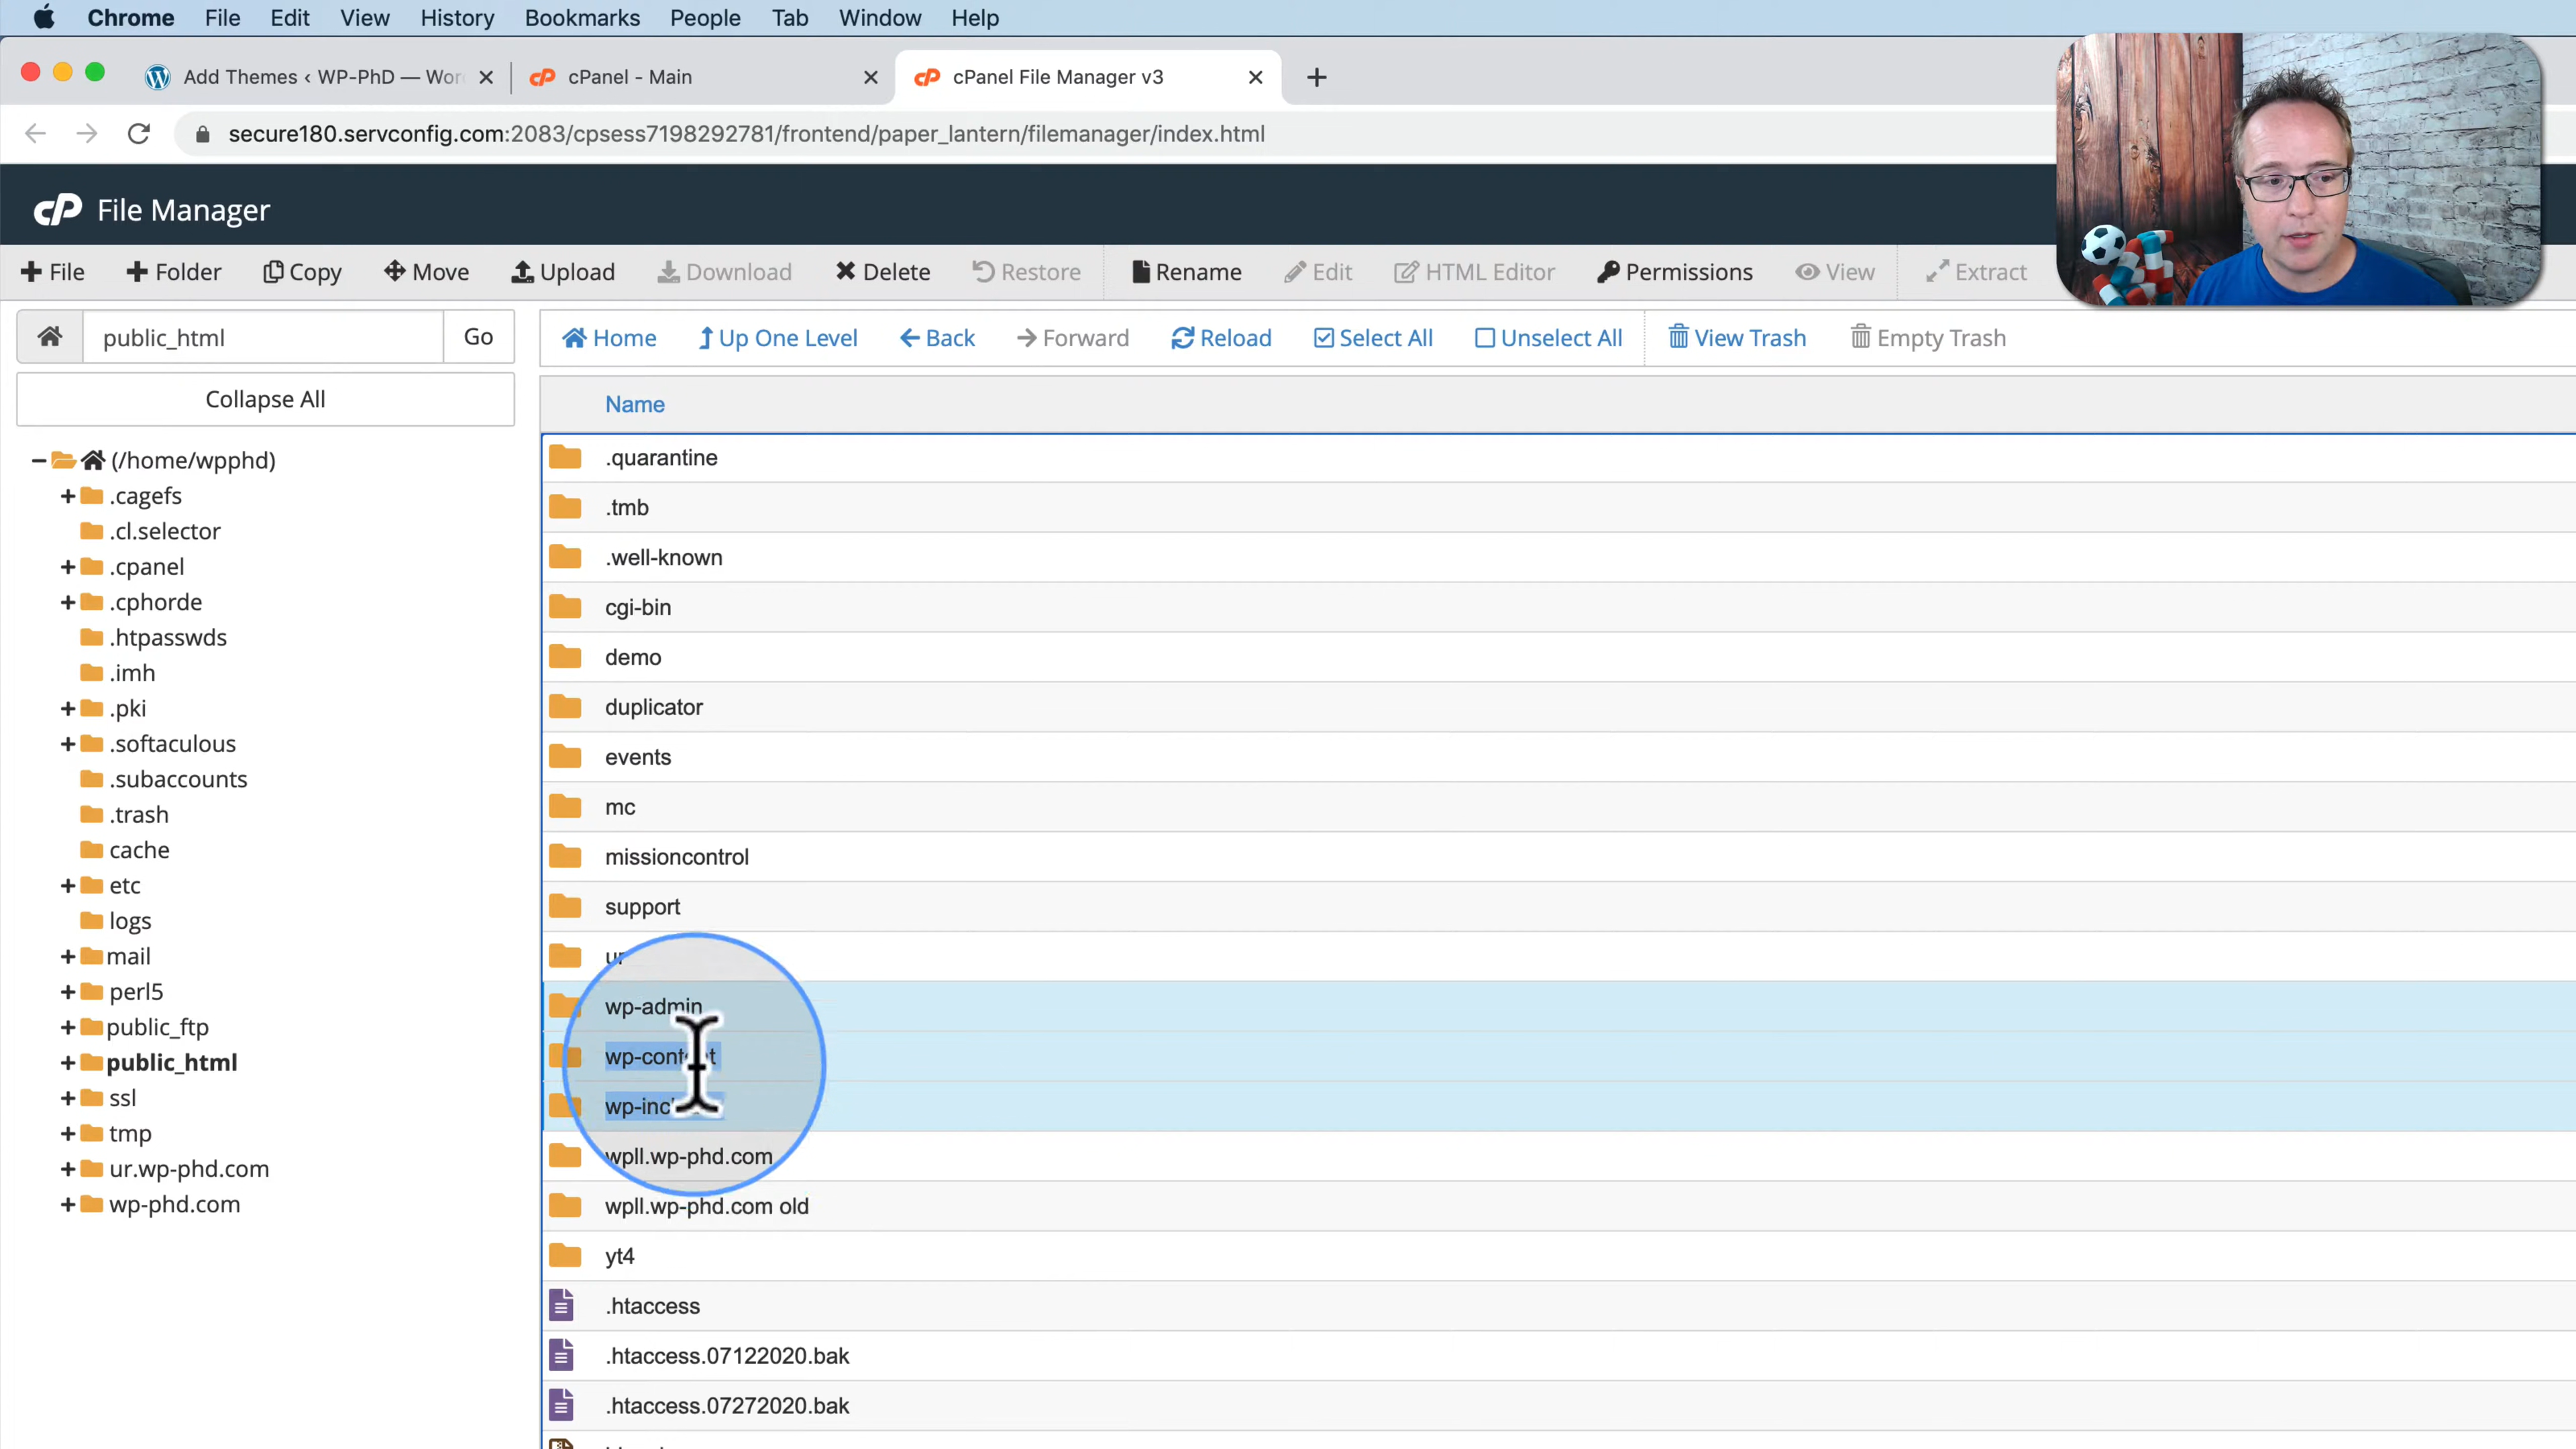 Chrome File Edit View History Bookmarks People Tab Window Help
Add Themes ‹ WP-PhD — Wor cPanel - Main cPanel File Manager v3
secure180.servconfig.com:2083/cpsess7198292781/frontend/paper_lantern/filemanager/index.html
cP File Manager
File Folder Copy Move Upload Download Delete Restore Rename Edit HTML Editor Permissions View Extract
public_html Go Home Up One Level Back Forward Reload Select All Unselect All View Trash Empty Trash
Collapse All
(/home/wpphd)
.cagefs
.cl.selector
.cpanel
.cphorde
.htpasswds
.imh
.pki
.softaculous
.subaccounts
.trash
cache
etc
logs
mail
perl5
public_ftp
public_html
ssl
tmp
ur.wp-phd.com
wp-phd.com
Name
.quarantine
.tmb
.well-known
cgi-bin
demo
duplicator
events
mc
missioncontrol
support
ur
wp-admin
wp-content
wpll.wp-phd.com
wpll.wp-phd.com old
yt4
.htaccess
.htaccess.07122020.bak
.htaccess.07272020.bak